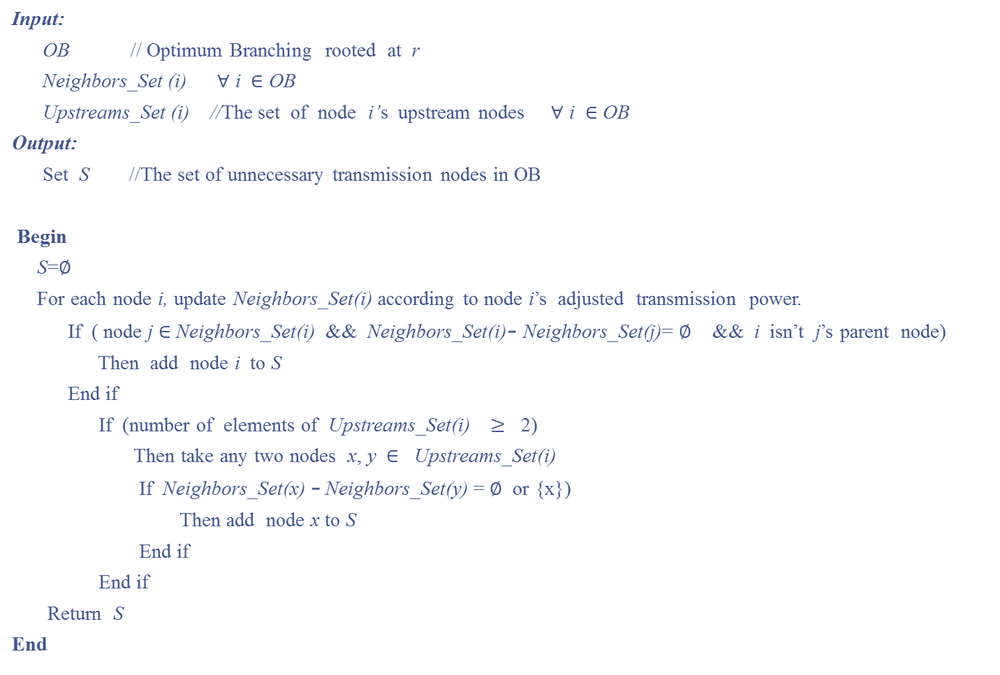 Input:
OB // Optimum Branching rooted at r
Neighbors_Set (i) ∀ i ∈ OB
Upstreams_Set (i) //The set of node i’s upstream nodes ∀ i ∈ OB
Output:
Set S //The set of unnecessary transmission nodes in OB
Begin
S=∅
For each node i, update Neighbors_Set(i) according to node i’s adjusted transmission power.
If ( node j ∈ Neighbors_Set(i) && Neighbors_Set(i)− Neighbors_Set(j)= ∅ && i isn’t j’s parent node)
Then add node i to S
End if
If (number of elements of Upstreams_Set(i) ≥ 2)
Then take any two nodes x, y ∈ Upstreams_Set(i)
If Neighbors_Set(x) − Neighbors_Set(y) = ∅ or {x})
Then add node x to S
End if
End if
Return S
End